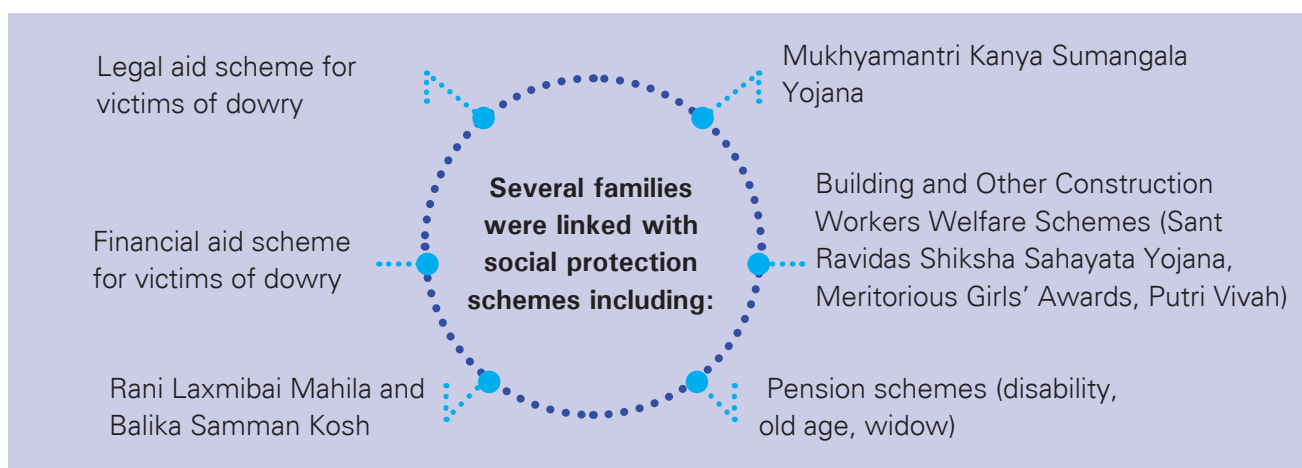 Legal aid scheme for
victims of dowry
Financial aid scheme
for victims of dowry
Rani Laxmibai Mahila and
Balika Samman Kosh
Several families
were linked with
social protection
schemes including:
Mukhyamantri Kanya Sumangala
Yojana
Building and Other Construction
Workers Welfare Schemes (Sant
Ravidas Shiksha Sahayata Yojana,
Meritorious Girls’ Awards, Putri Vivah)
Pension schemes (disability,
old age, widow)